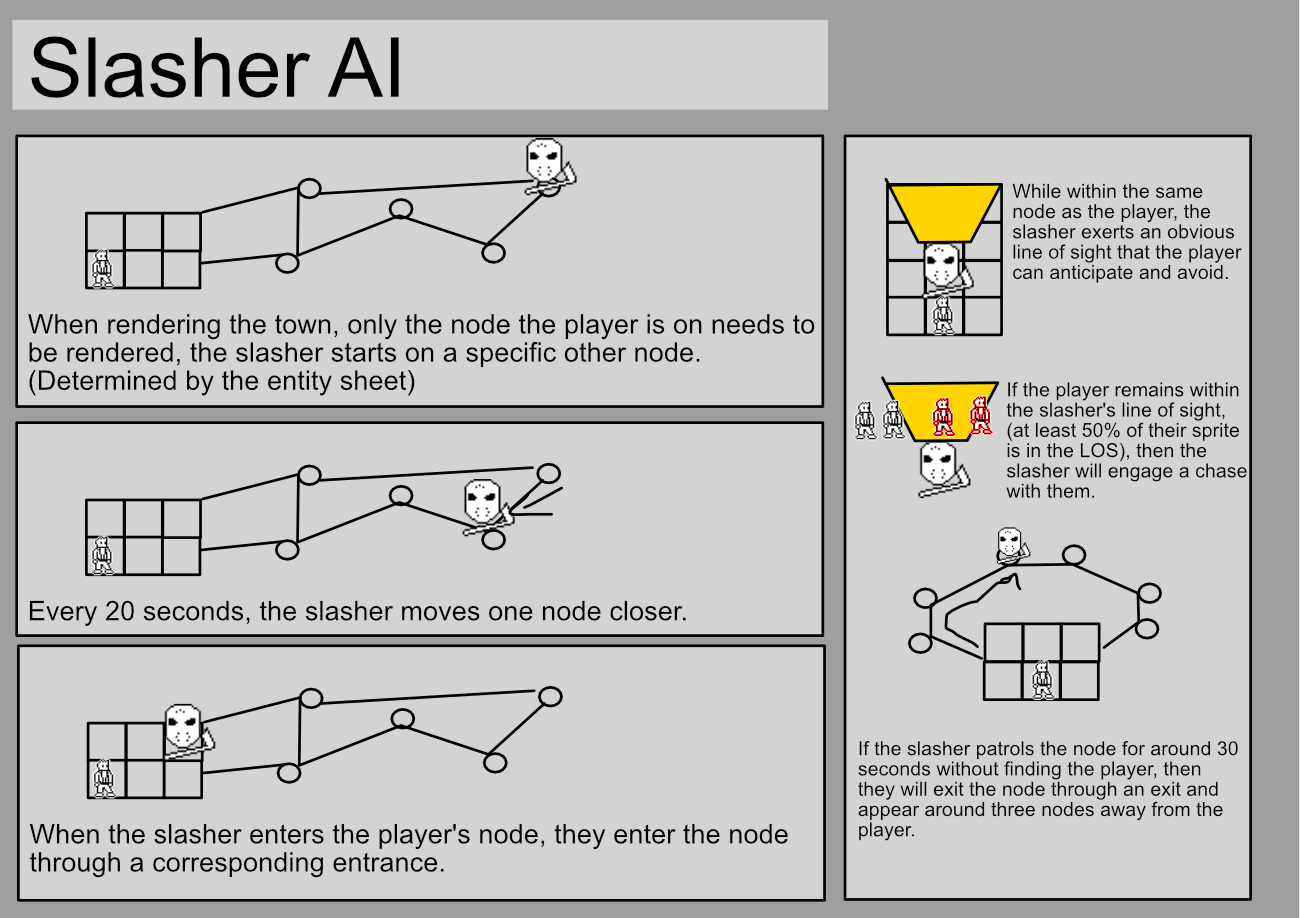 Slasher AI
When rendering the town, only the node the player is on needs to
be rendered, the slasher starts on a specific other node.
(Determined by the entity sheet)
Every 20 seconds, the slasher moves one node closer.
When the slasher enters the player's node, they enter the node
through a corresponding entrance.
While within the same
node as the player, the
slasher exerts an obvious
line of sight that the player
can anticipate and avoid.
If the player remains within
the slasher's line of sight,
(at least 50% of their sprite
is in the LOS), then the
slasher will engage a chase
with them.
If the slasher patrols the node for around 30
seconds without finding the player, then
they will exit the node through an exit and
appear around three nodes away from the
player.